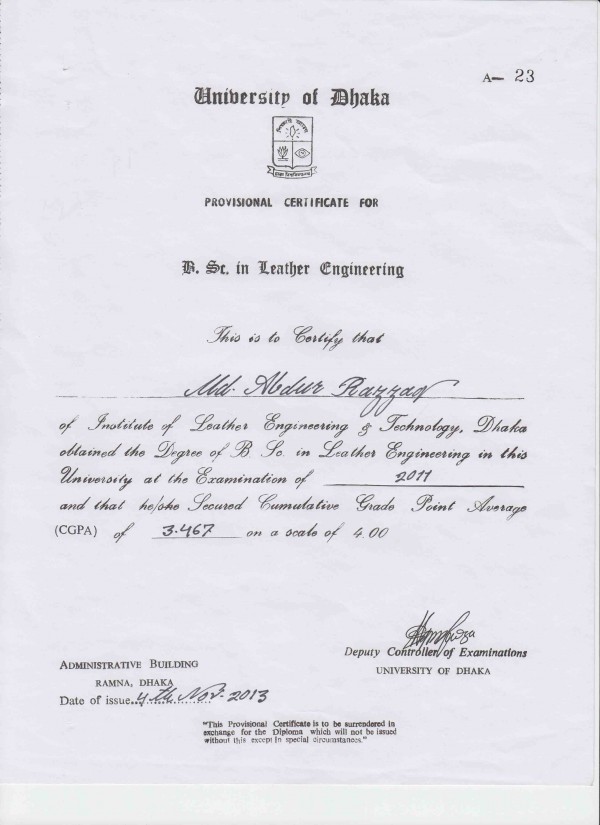 A— 23
University of Dhaka
PROVISIONAL CERTIFICATE FOR
B. Sc. in Leather Engineering
This is to Certify that
Md. Abdur Razzaq
of Institute of Leather Engineering & Technology, Dhaka
obtained the Degree of B Sc. in Leather Engineering in this
University at the Examination of 2011
and that he/she Secured Cumulative Grade Point Average
(CGPA) of 3.467 on a scale of 4.00
Deputy Controller of Examinations
UNIVERSITY OF DHAKA
ADMINISTRATIVE BUILDING
RAMNA, DHAKA
Date of issue...4th Nov. 2013
"This Provisional Certificate is to be surrendered in
exchange for the Diploma which will not be issued
without this except in special circumstances."